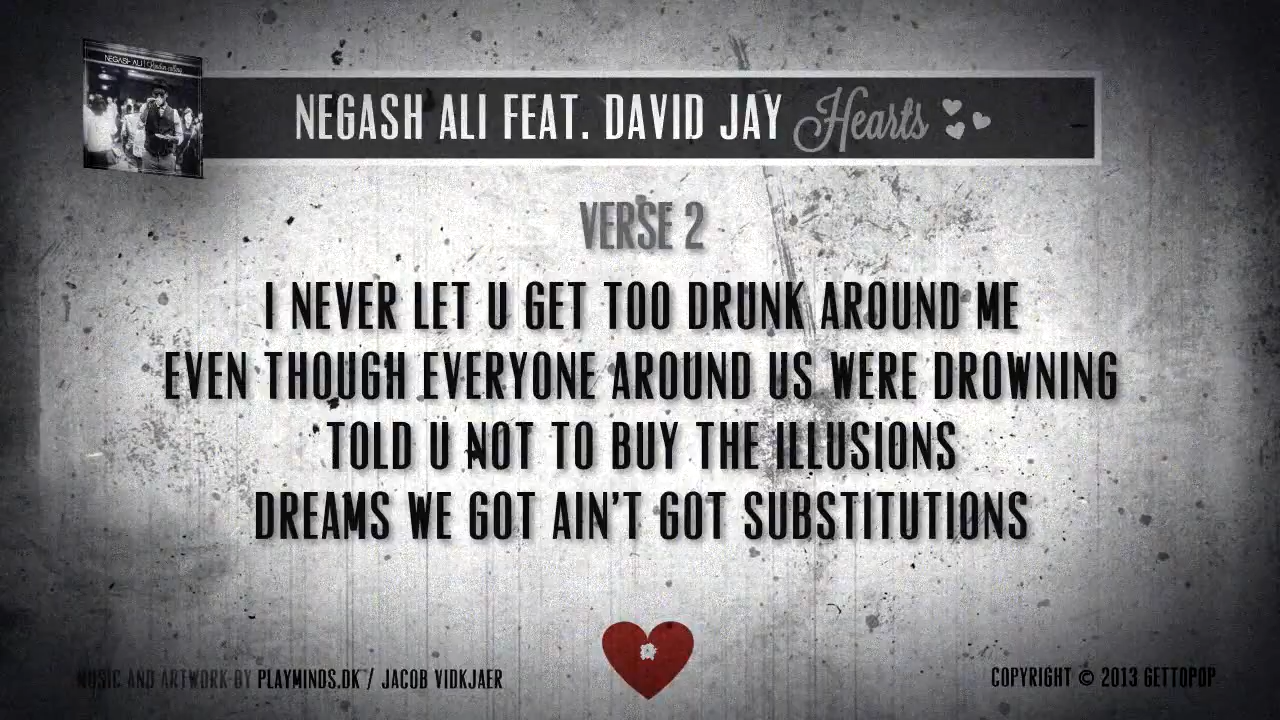 NEGASH ALI FEAT. DAVID JAY Hearts
NEGASH ALI
VERSE 2
I NEVER LET U GET TOO DRUNK AROUND ME
EVEN THOUGH EVERYONE AROUND US WERE DROWNING
TOLD U NOT TO BUY THE ILLUSIONS
DREAMS WE GOT AIN'T GOT SUBSTITUTIONS
MUSIC AND ARTWORK BY PLAYMINDS.DK / JACOB VIDKJAER
COPYRIGHT © 2013 GETTOPOP